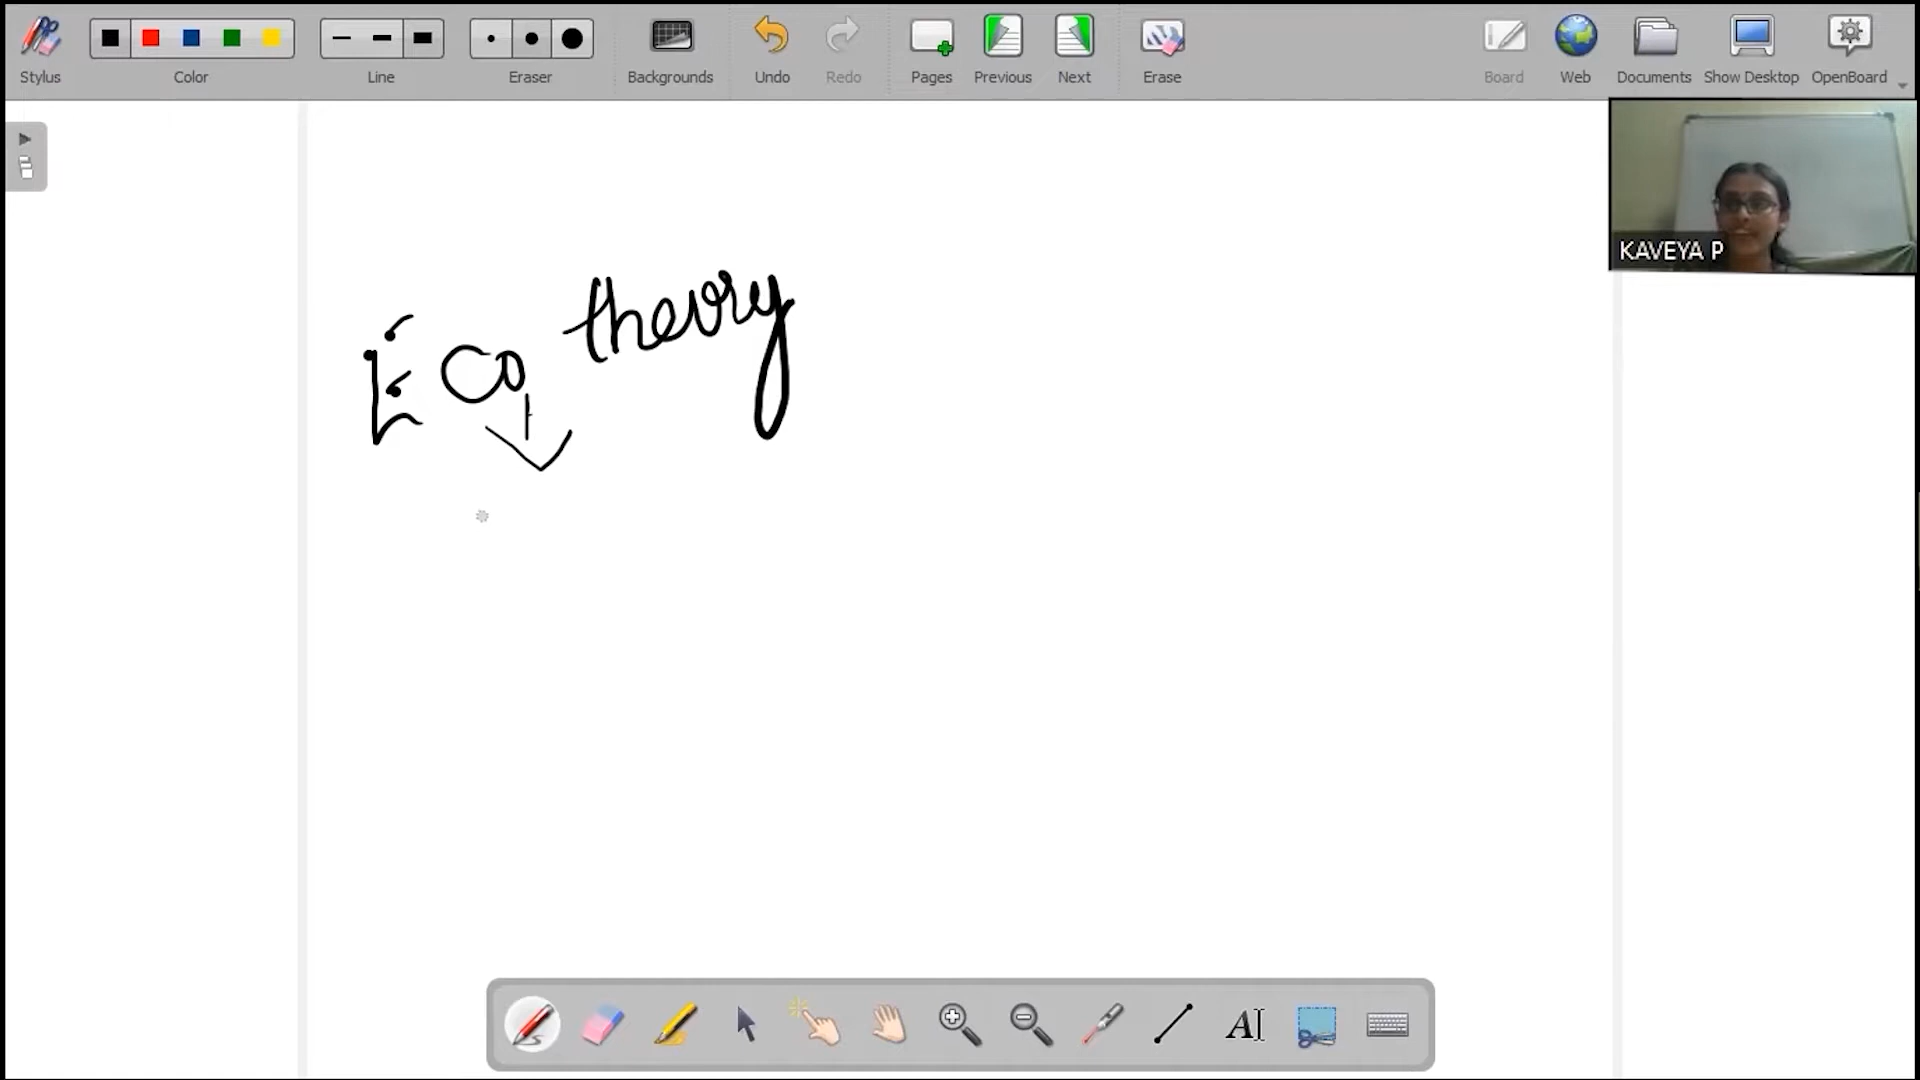 Stylus Color Line Eraser Backgrounds Undo Redo Pages Previous Next Erase Board Web Documents Show Desktop OpenBoard
KAVEYA P
ECo theory